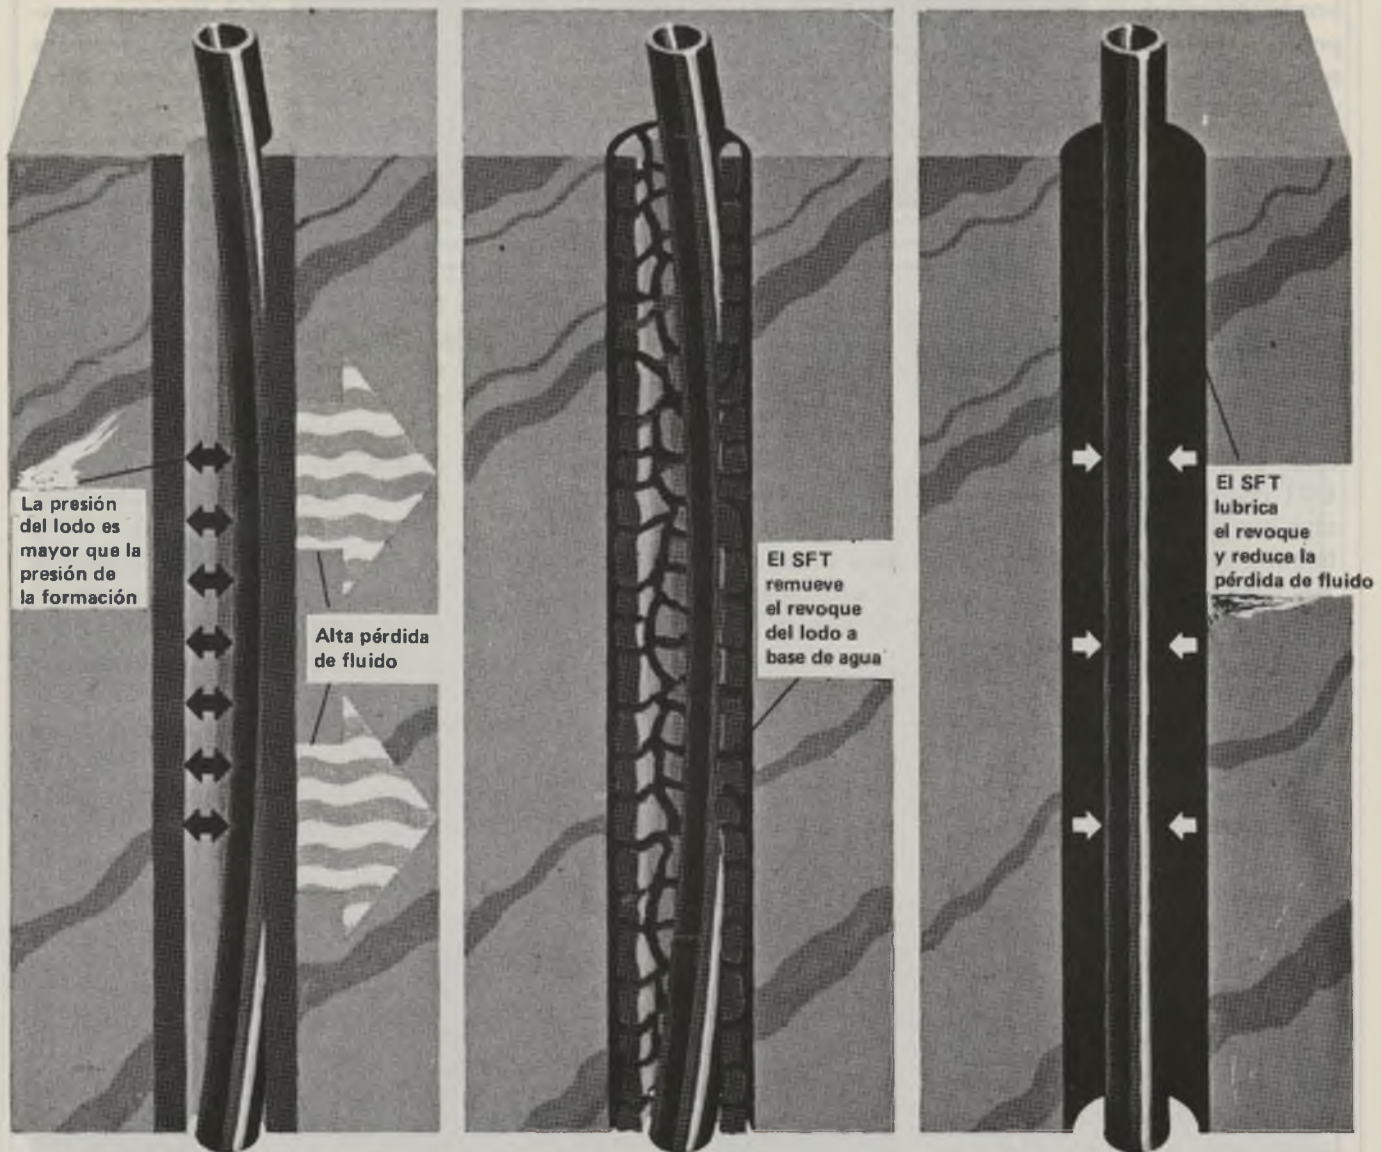 La presión
del lodo es
mayor que la
presión de
la formación
Alta pérdida
de fluido
El SFT
remueve
el revoque
del lodo a
base de agua
El SFT
lubrica
el revoque
y reduce la
pérdida de fluido